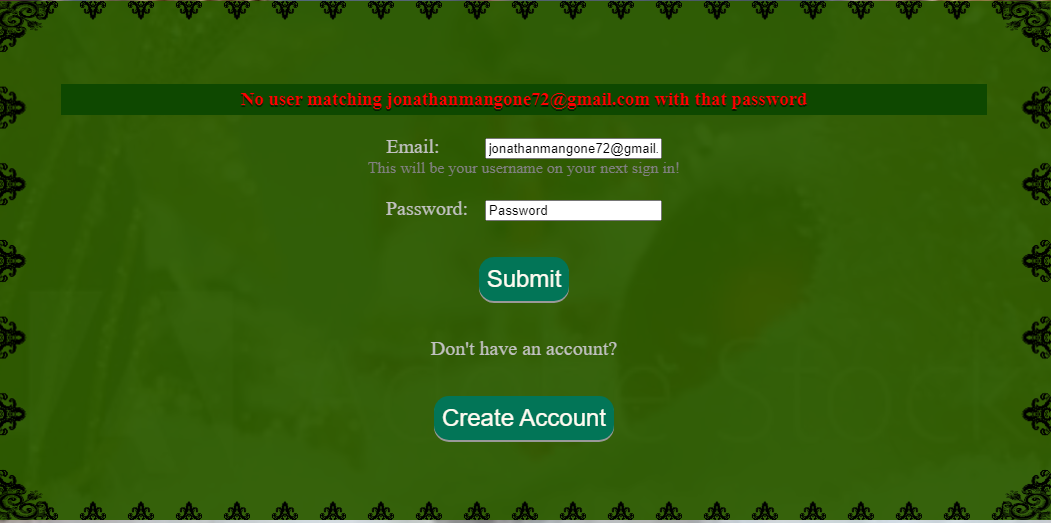 No user matching jonathanmangone72@gmail.com with that password
Email: jonathanmangone72@gmail.
This will be your username on your next sign in!
Password: Password
Submit
Don't have an account?
Create Account